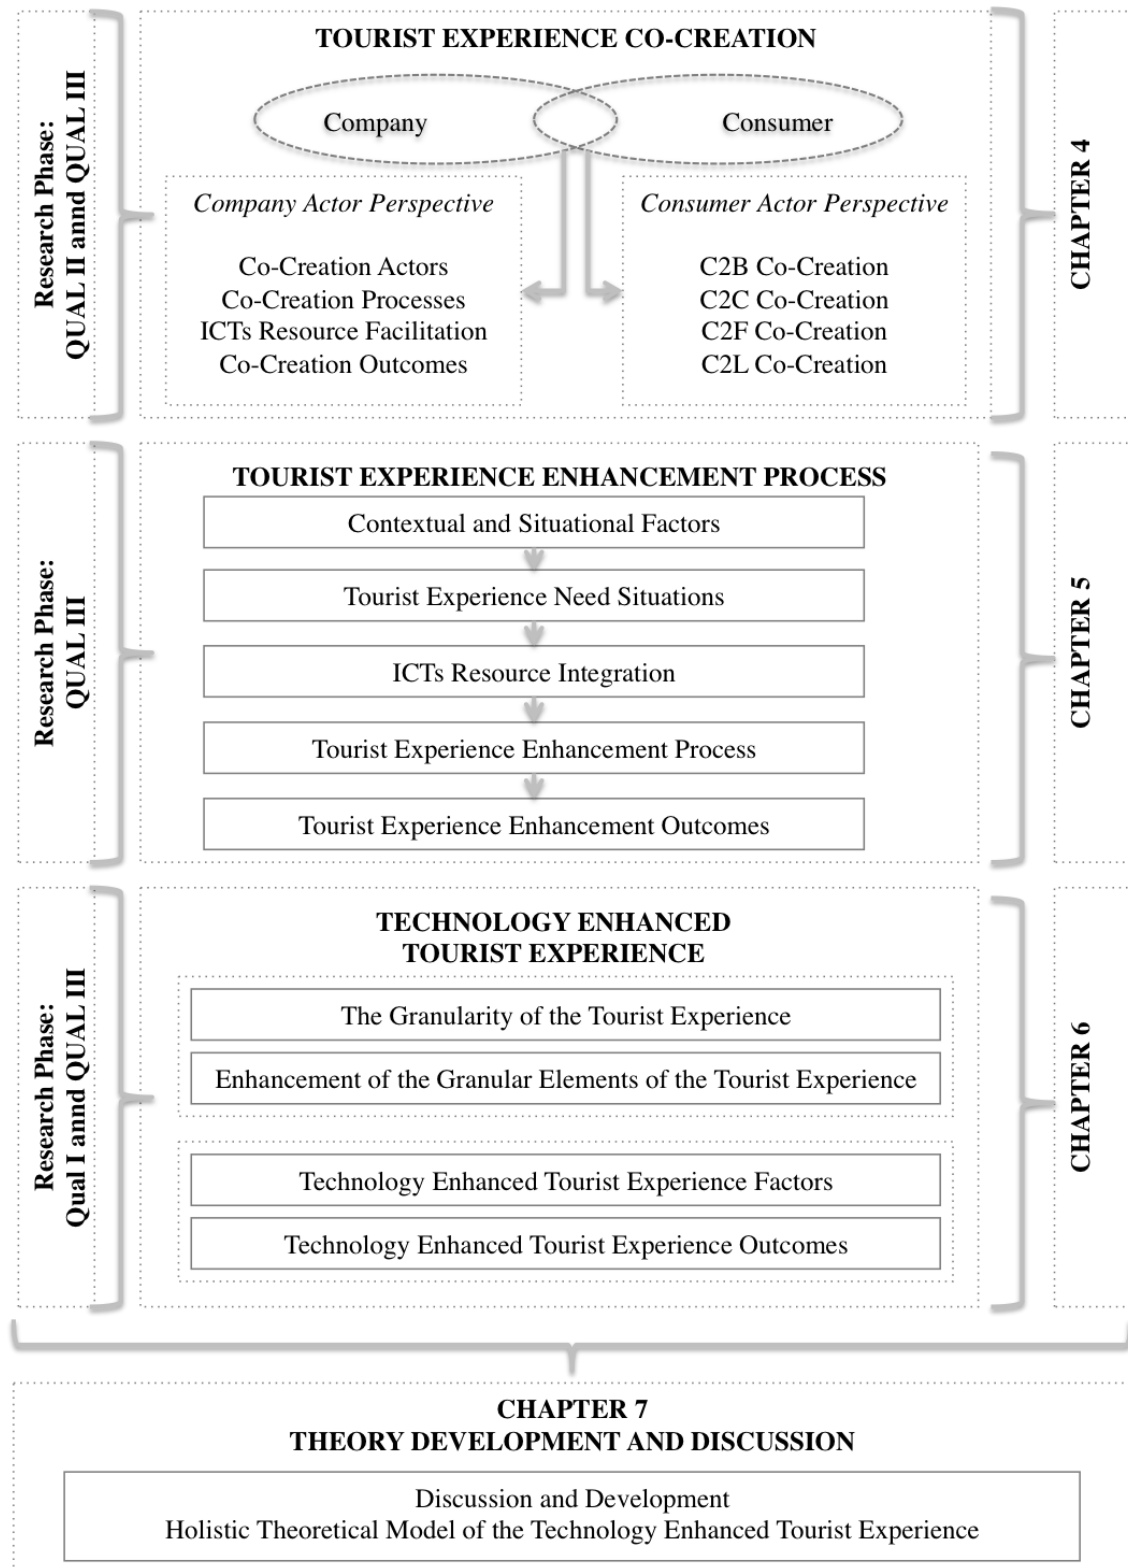 Research Phase:
QUAL II annd QUAL III
TOURIST EXPERIENCE CO-CREATION
Company
Consumer
Company Actor Perspective
Co-Creation Actors
Co-Creation Processes
ICTs Resource Facilitation
Co-Creation Outcomes
Consumer Actor Perspective
C2B Co-Creation
C2C Co-Creation
C2F Co-Creation
C2L Co-Creation
CHAPTER 4
Research Phase:
QUAL III
TOURIST EXPERIENCE ENHANCEMENT PROCESS
Contextual and Situational Factors
Tourist Experience Need Situations
ICTs Resource Integration
Tourist Experience Enhancement Process
Tourist Experience Enhancement Outcomes
CHAPTER 5
Research Phase:
Qual I annd QUAL III
TECHNOLOGY ENHANCED
TOURIST EXPERIENCE
The Granularity of the Tourist Experience
Enhancement of the Granular Elements of the Tourist Experience
Technology Enhanced Tourist Experience Factors
Technology Enhanced Tourist Experience Outcomes
CHAPTER 6
CHAPTER 7
THEORY DEVELOPMENT AND DISCUSSION
Discussion and Development
Holistic Theoretical Model of the Technology Enhanced Tourist Experience